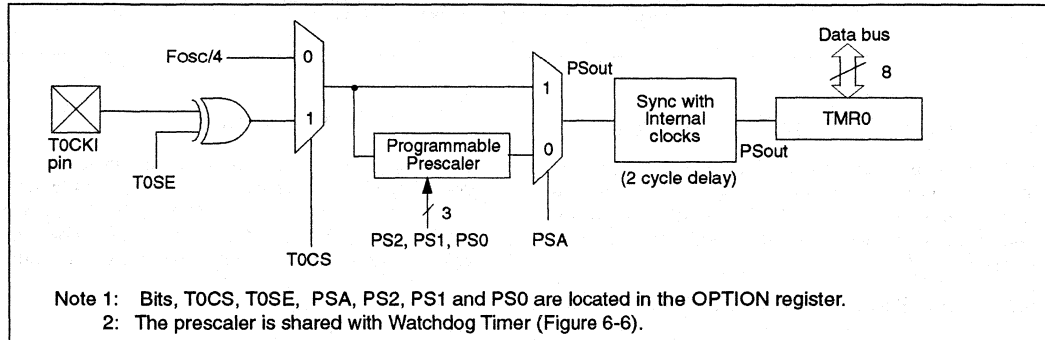 Data bus
8
Fosc/4
0
1
T0CKI
pin
T0SE
T0CS
Programmable
Prescaler
3
PS2, PS1, PS0
1
0
PSA
PSout
Sync with
Internal
clocks
(2 cycle delay)
PSout
TMR0
Note 1: Bits, T0CS, T0SE, PSA, PS2, PS1 and PS0 are located in the OPTION register.
2: The prescaler is shared with Watchdog Timer (Figure 6-6).